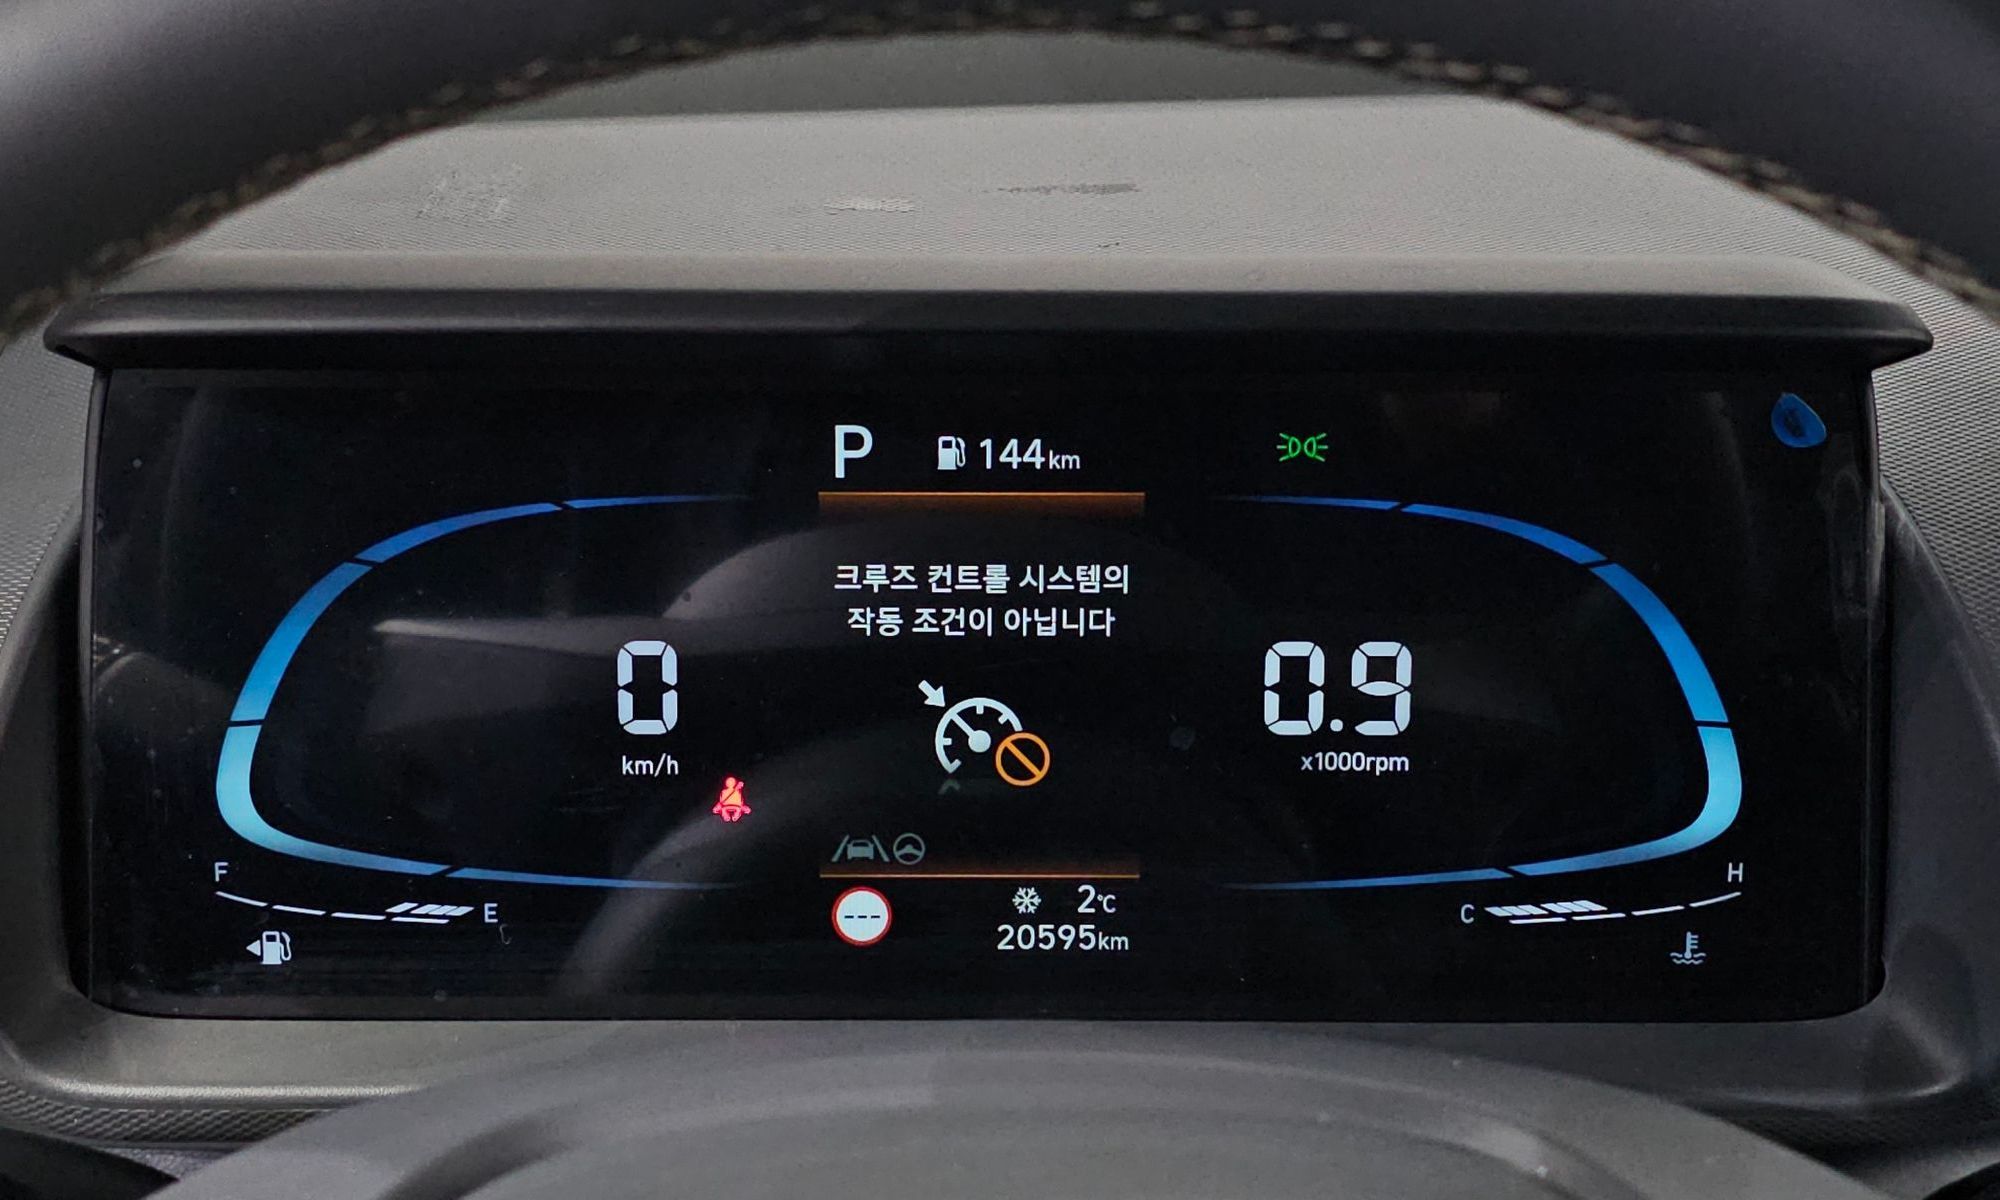 P 144km
크루즈 컨트롤 시스템의
작동 조건이 아닙니다
0 0.9
km/h x1000rpm
F H
E C
--- 2°C
20595km